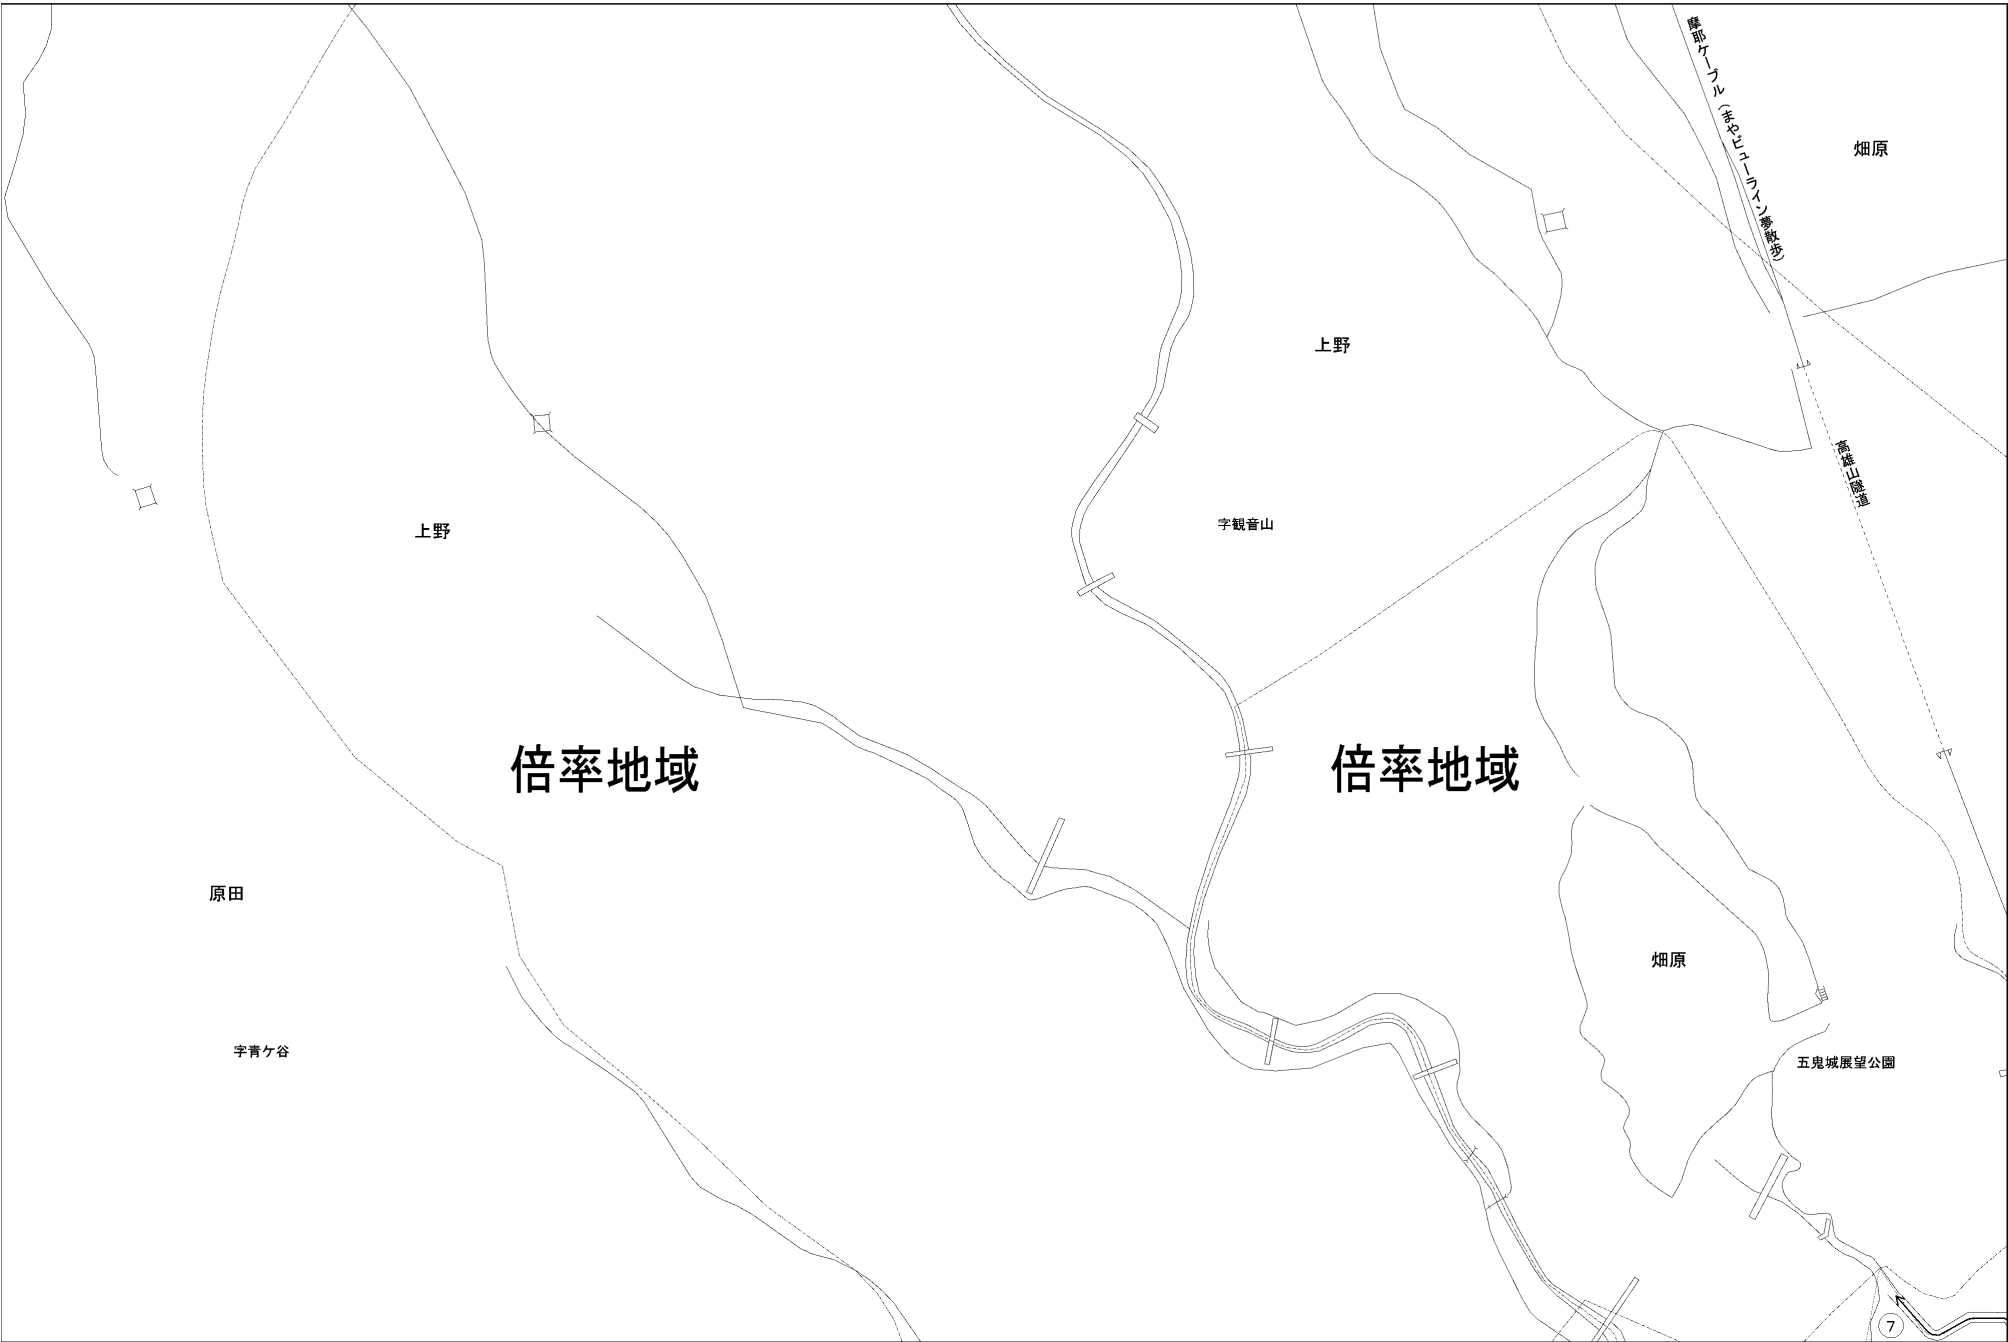 摩耶ケーブル（まやビューライン夢散歩）
畑原
上野
高雄山隧道
字観音山
上野
倍率地域
倍率地域
原田
畑原
字青ケ谷
五鬼城展望公園
7